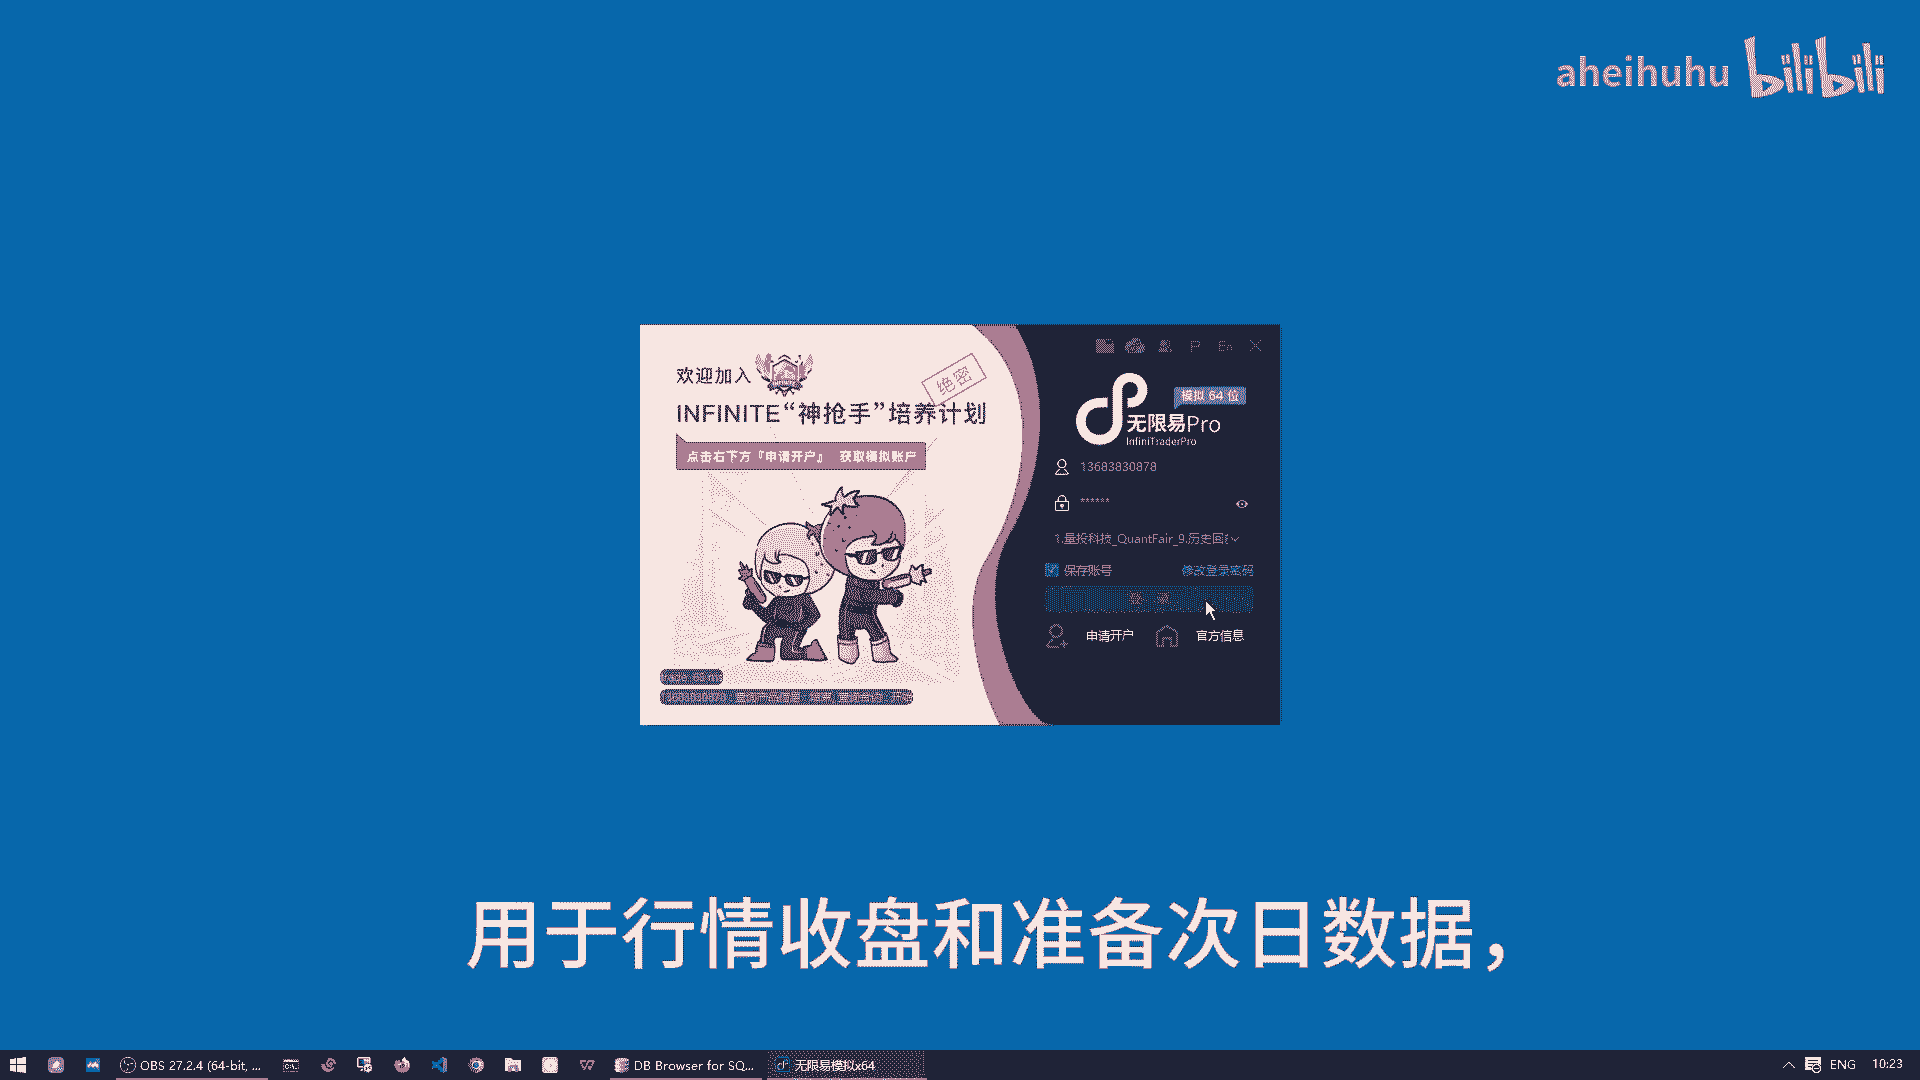 aheihuhu bilibili
欢迎加入
绝密
INFINITE“神抢手”培养计划
点击右下方『申请开户』 获取模拟账户
En
模拟 64 位
无限易Pro
InfiniTraderPro
13683830878
******
1.量投科技_QuantFair_9.历史回
保存账号
修改登录密码
申请开户
官方信息
用于行情收盘和准备次日数据，
OBS 27.2.4 (64-bit, ...
DB Browser for SQ...
无限易模拟x64
ENG
10:23